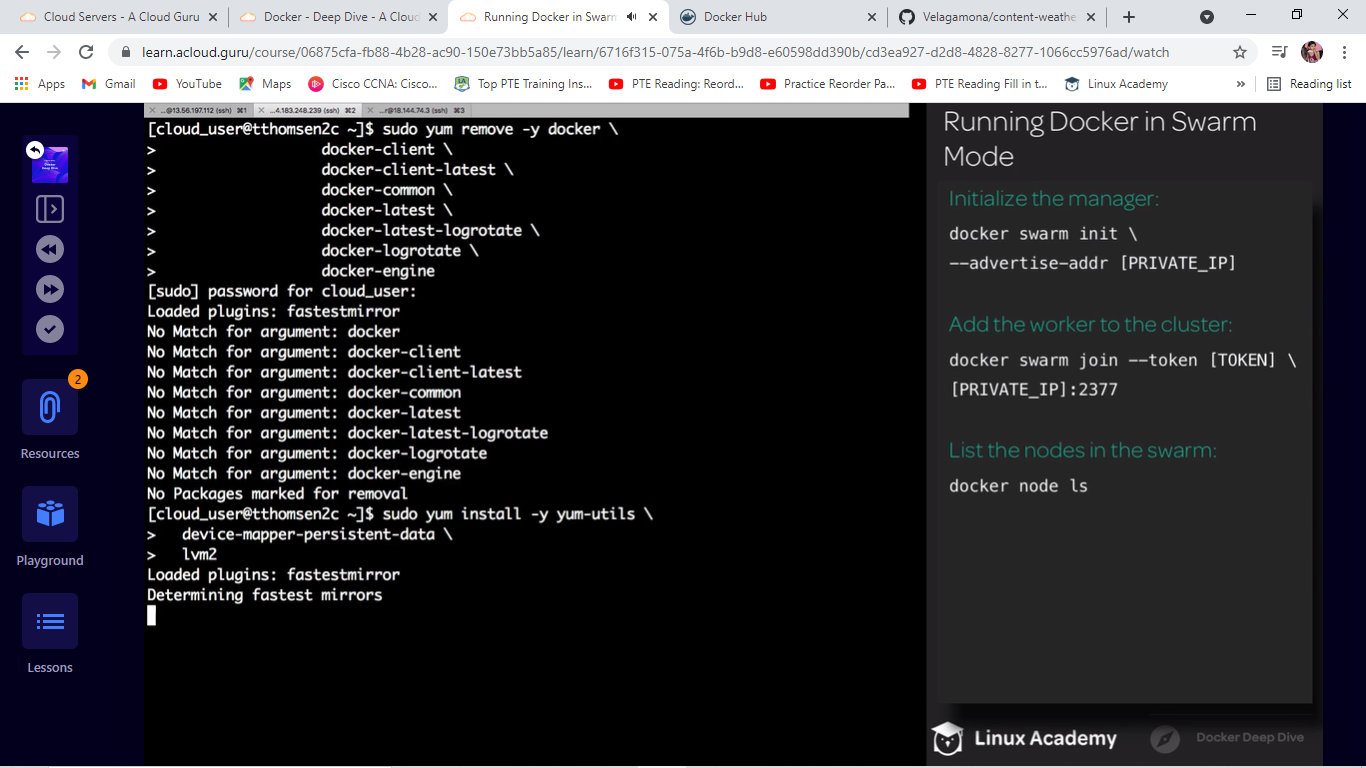 Cloud Servers - A Cloud Guru
Docker - Deep Dive - A Cloud
Running Docker in Swarm
Docker Hub
Velagamona/content-weathe
learn.acloud.guru/course/06875cfa-fb88-4b28-ac90-150e73bb5a85/learn/6716f315-075a-4f6b-b9d8-e60598dd390b/cd3ea927-d2d8-4828-8277-1066cc5976ad/watch
Apps
Gmail
YouTube
Maps
Cisco CCNA: Cisco...
Top PTE Training Ins...
PTE Reading: Reord...
Practice Reorder Pa...
PTE Reading Fill in t...
Linux Academy
»
Reading list
Docker
Deep Dive
2
Resources
Playground
Lessons
...@13.56.197.112 (ssh) ⌘1
...4.183.248.239 (ssh) ⌘2
...r@18.144.74.3 (ssh) ⌘3
[cloud_user@tthomsen2c ~]$ sudo yum remove -y docker \
> docker-client \
> docker-client-latest \
> docker-common \
> docker-latest \
> docker-latest-logrotate \
> docker-logrotate \
> docker-engine
[sudo] password for cloud_user:
Loaded plugins: fastestmirror
No Match for argument: docker
No Match for argument: docker-client
No Match for argument: docker-client-latest
No Match for argument: docker-common
No Match for argument: docker-latest
No Match for argument: docker-latest-logrotate
No Match for argument: docker-logrotate
No Match for argument: docker-engine
No Packages marked for removal
[cloud_user@tthomsen2c ~]$ sudo yum install -y yum-utils \
> device-mapper-persistent-data \
> lvm2
Loaded plugins: fastestmirror
Determining fastest mirrors
Running Docker in Swarm
Mode
Initialize the manager:
docker swarm init \
--advertise-addr [PRIVATE_IP]
Add the worker to the cluster:
docker swarm join --token [TOKEN] \
[PRIVATE_IP]:2377
List the nodes in the swarm:
docker node ls
Linux Academy
Docker Deep Dive